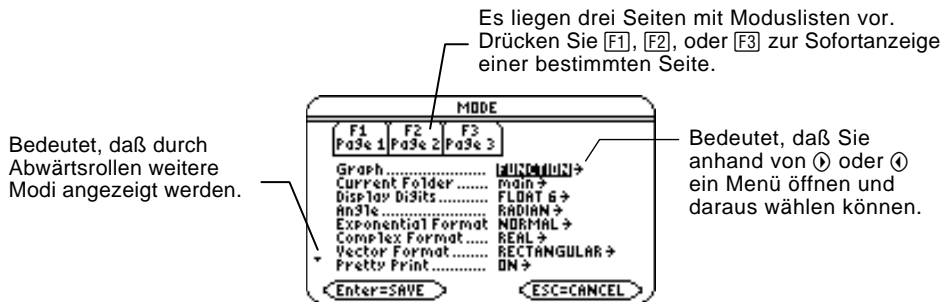 Es liegen drei Seiten mit Moduslisten vor.
Drücken Sie F1, F2, oder F3 zur Sofortanzeige
einer bestimmten Seite.
Bedeutet, daß durch
Abwärtsrollen weitere
Modi angezeigt werden.
MODE
F1 F2 F3
Page 1 Page 2 Page 3
Graph................ FUNCTION→
Current Folder ....... main→
Display Digits.......... FLOAT 6→
Angle.................. RADIAN→
Exponential Format NORMAL→
Complex Format..... REAL→
Vector Format........ RECTANGULAR→
Pretty Print............ ON→
Enter=SAVE ESC=CANCEL
Bedeutet, daß Sie
anhand von oder
ein Menü öffnen und
daraus wählen können.